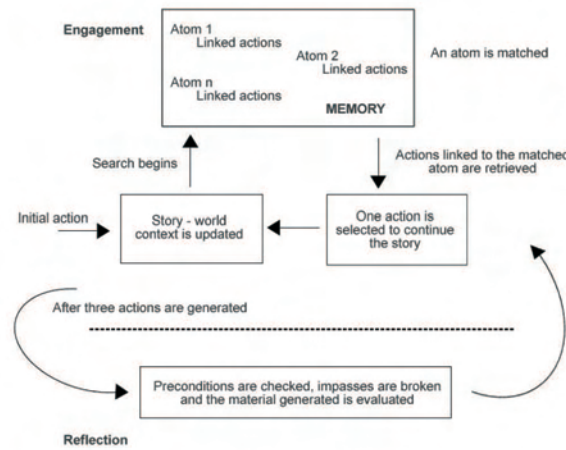 Engagement
Atom 1
Linked actions
Atom 2
Linked actions
Atom n
Linked actions
MEMORY
An atom is matched
Search begins
Actions linked to the matched
atom are retrieved
Initial action
Story - world
context is updated
One action is
selected to continue
the story
After three actions are generated
Preconditions are checked, impasses are broken
and the material generated is evaluated
Reflection